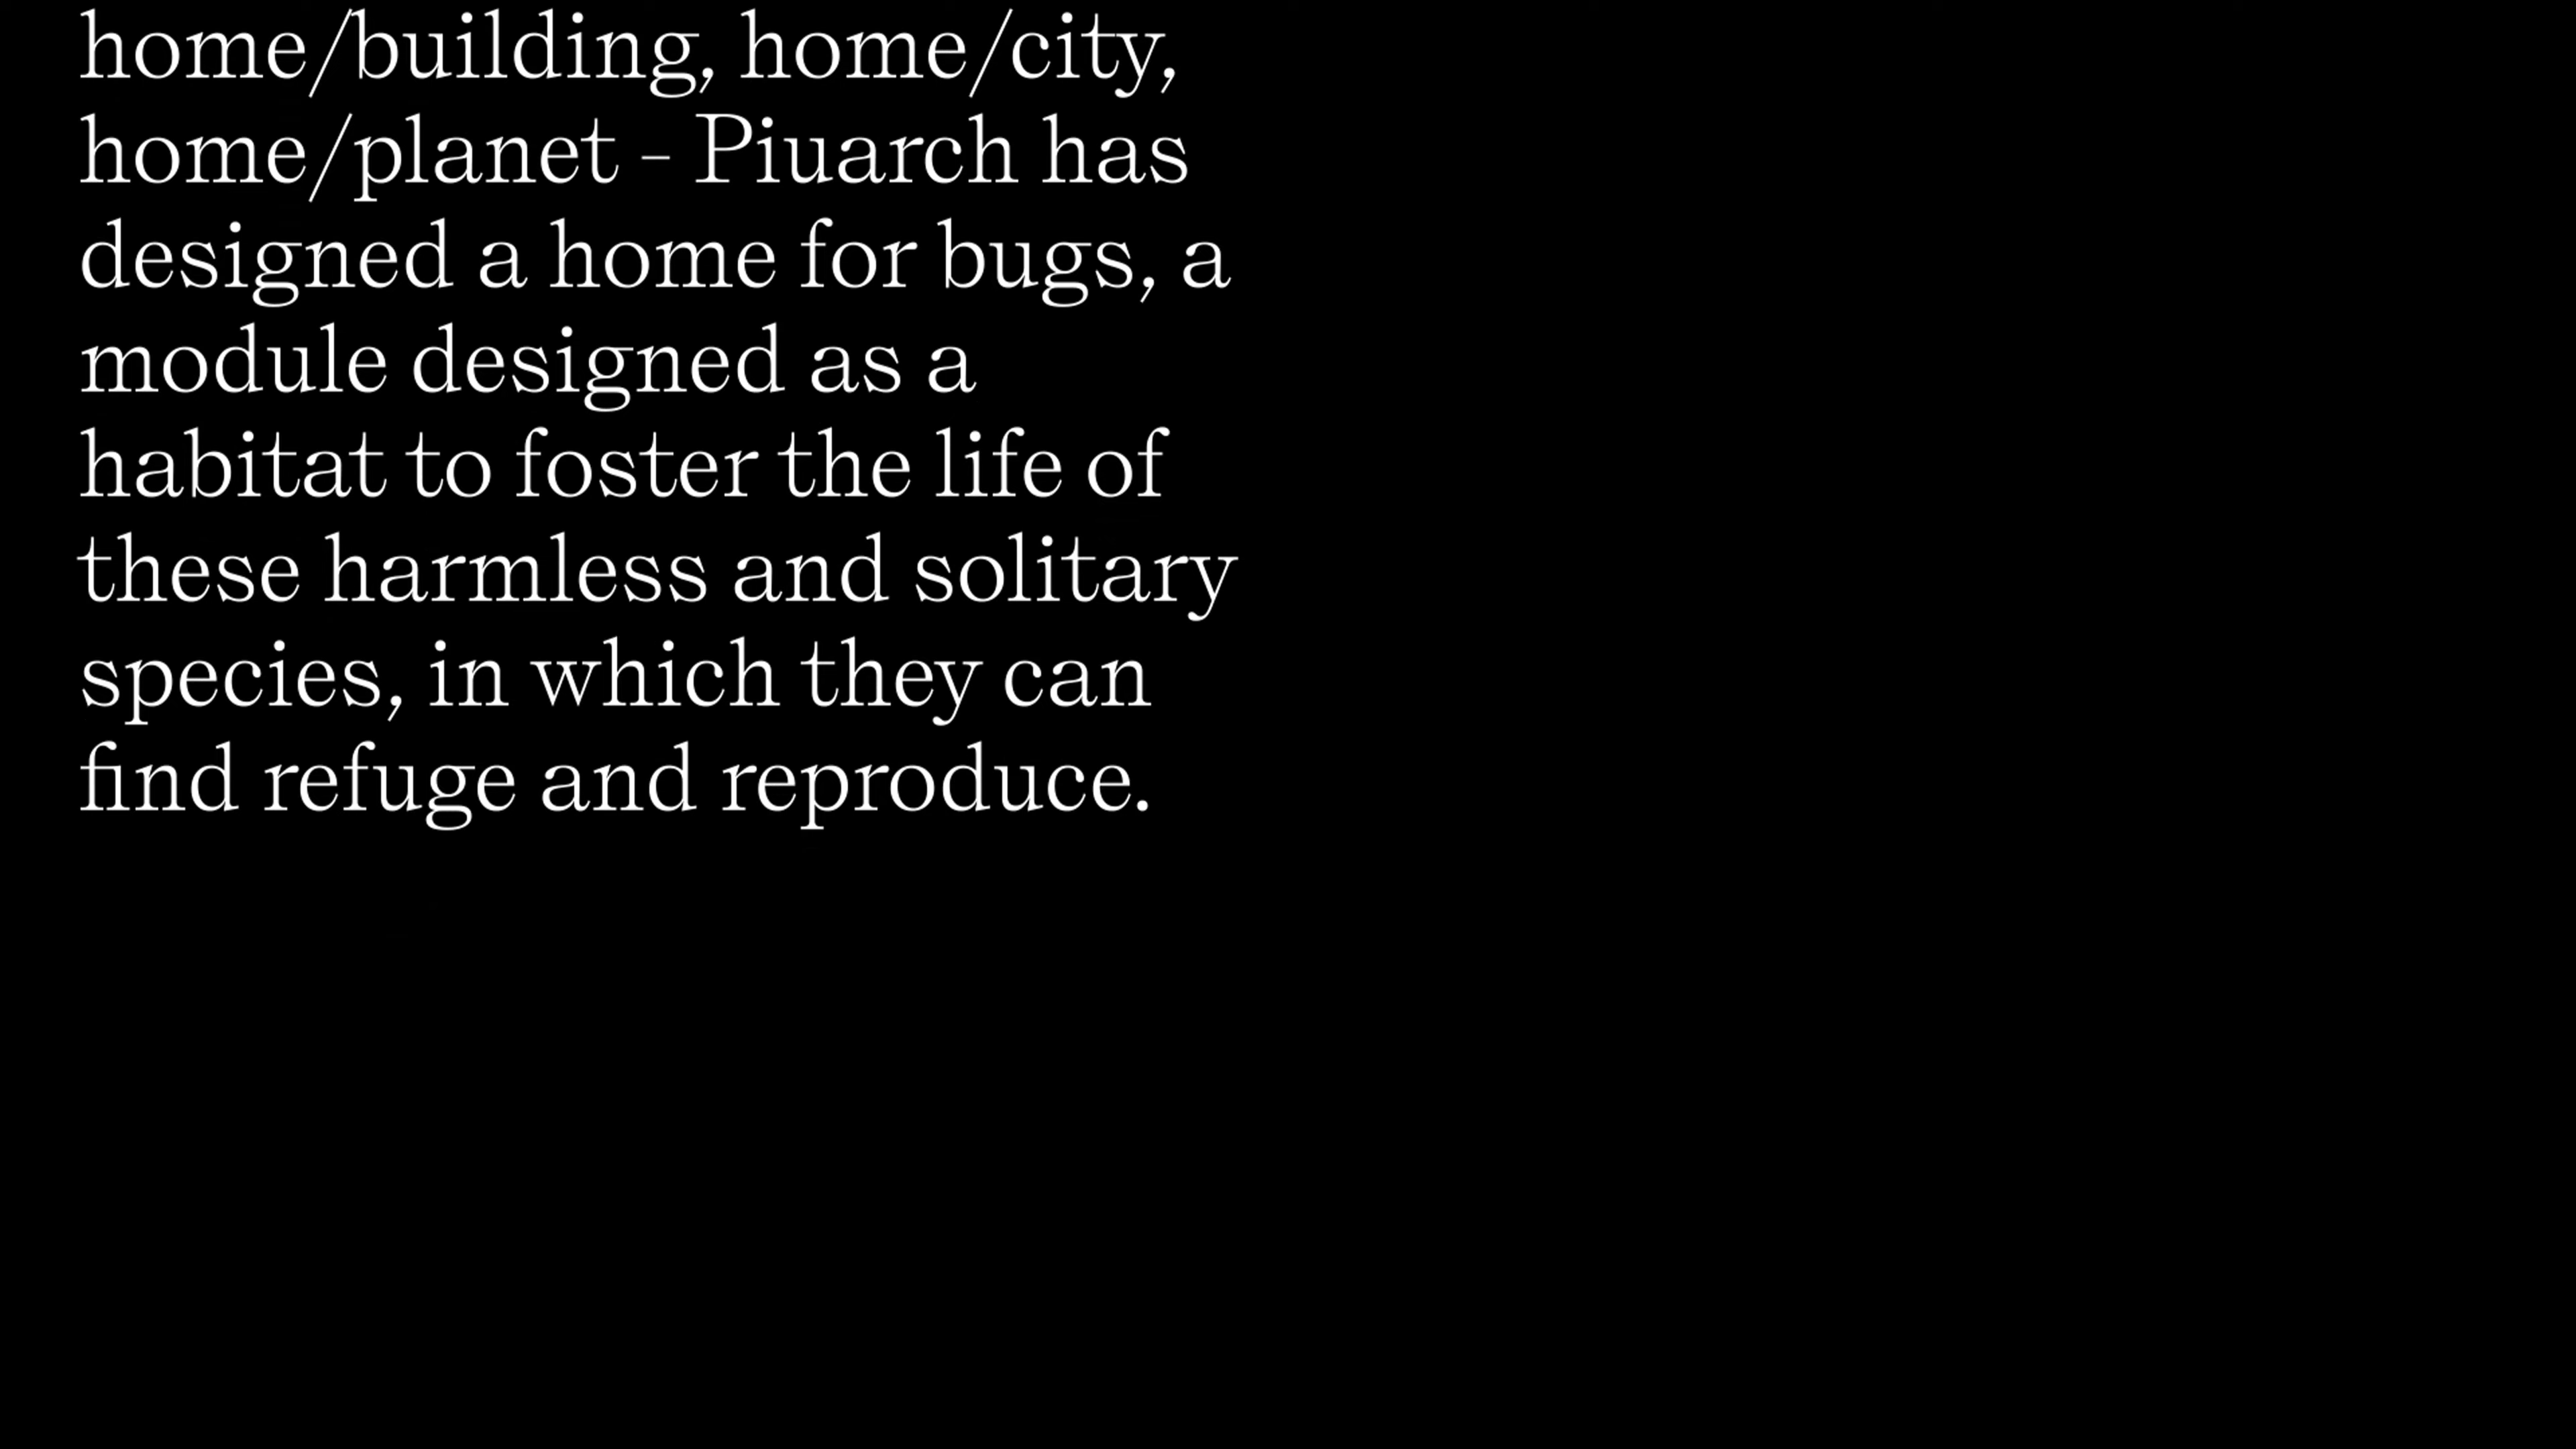 home/building, home/city,
home/planet - Piuarch has
designed a home for bugs, a
module designed as a
habitat to foster the life of
these harmless and solitary
species, in which they can
find refuge and reproduce.